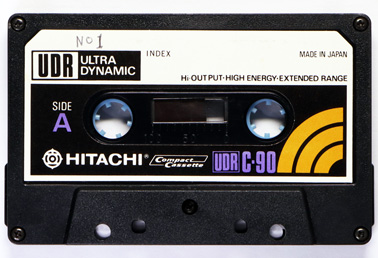 No 1
UDR ULTRA DYNAMIC
INDEX
MADE IN JAPAN
Hi-OUTPUT·HIGH ENERGY·EXTENDED RANGE
SIDE
A
HITACHI® Compact Cassette UDR C-90